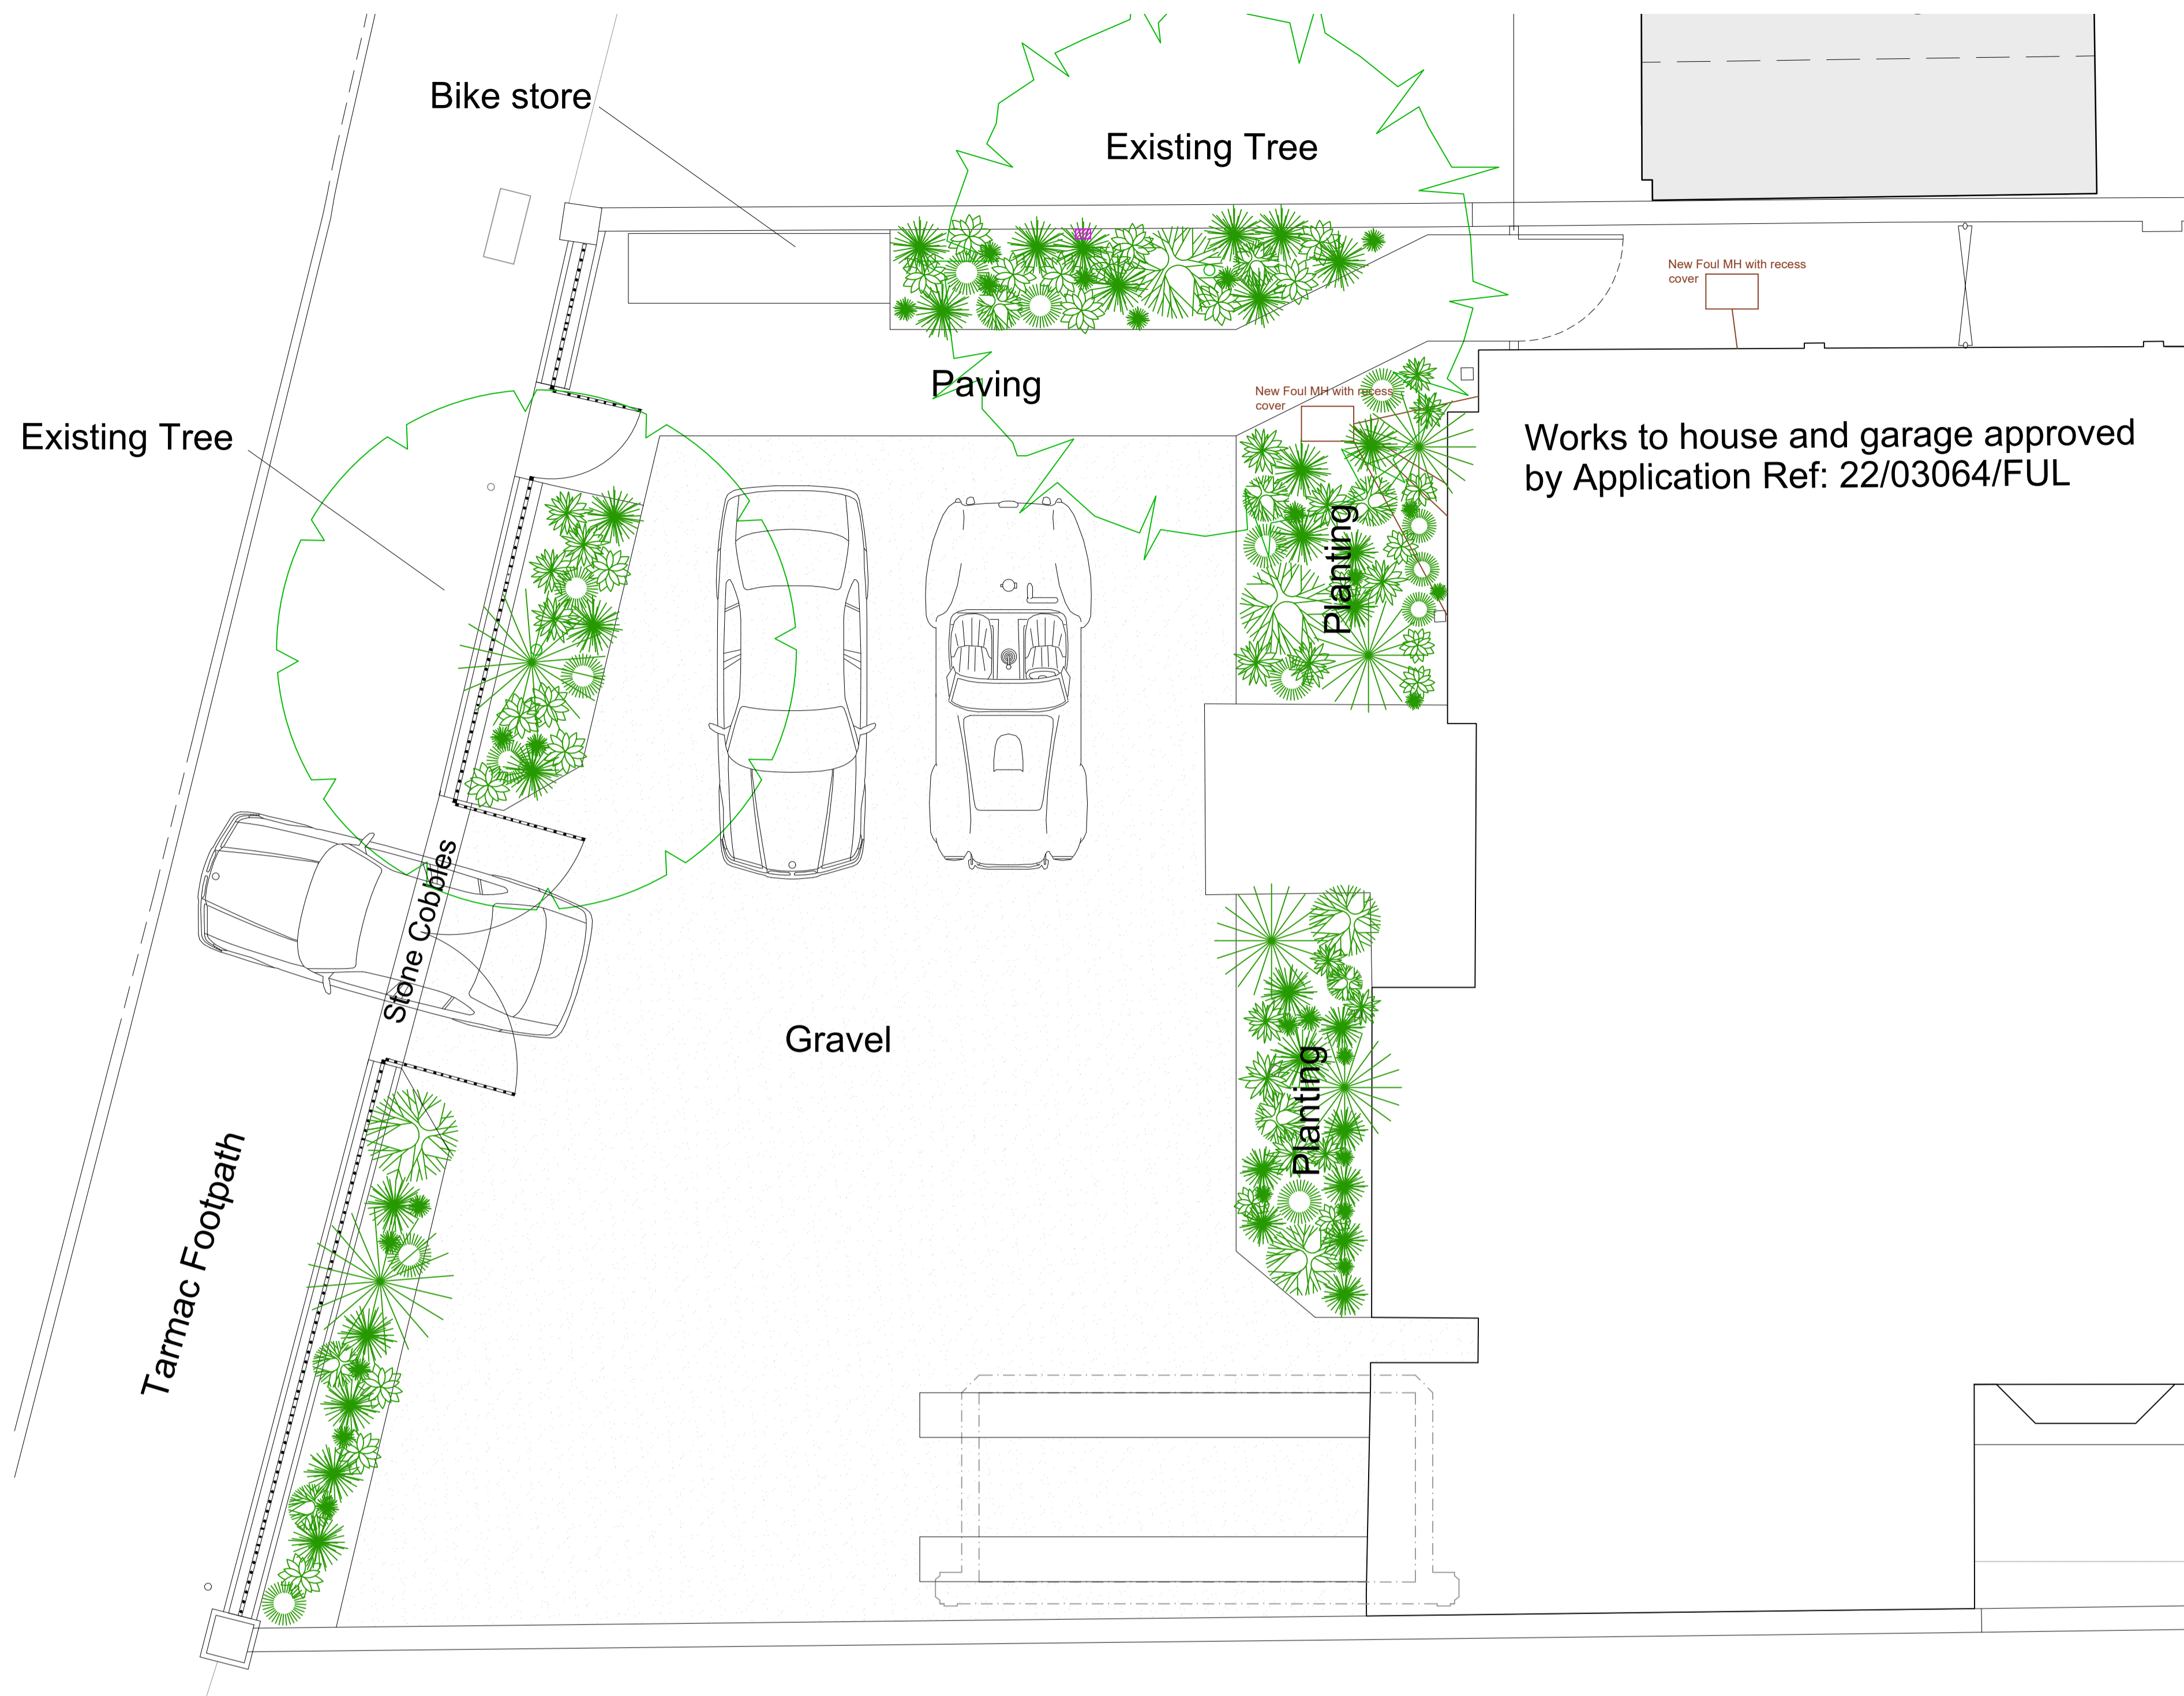 Bike store
Existing Tree
New Foul MH with recess
cover
Existing Tree
Paving
New Foul MH with recess
cover
Works to house and garage approved
by Application Ref: 22/03064/FUL
Planting
Stone Cobbles
Gravel
Planting
Tarmac Footpath